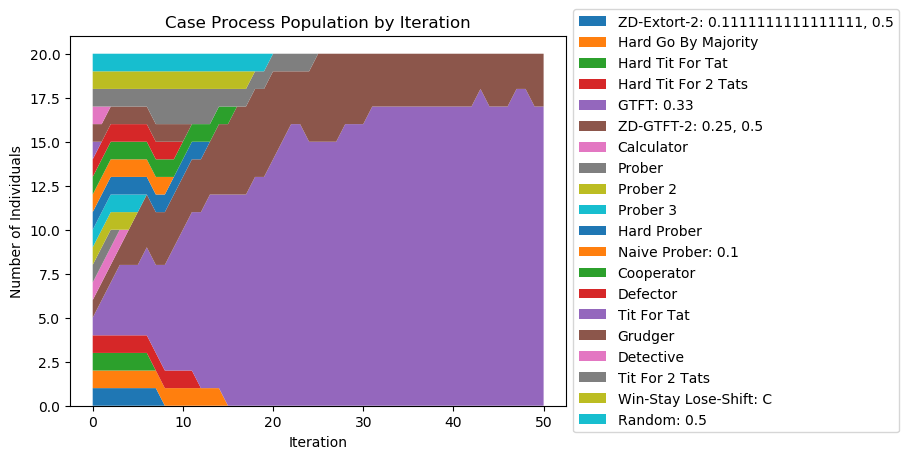 Case Process Population by Iteration
Number of Individuals
20.0
17.5
15.0
12.5
10.0
7.5
5.0
2.5
0.0
0 10 20 30 40 50
Iteration
ZD-Extort-2: 0.1111111111111111, 0.5
Hard Go By Majority
Hard Tit For Tat
Hard Tit For 2 Tats
GTFT: 0.33
ZD-GTFT-2: 0.25, 0.5
Calculator
Prober
Prober 2
Prober 3
Hard Prober
Naive Prober: 0.1
Cooperator
Defector
Tit For Tat
Grudger
Detective
Tit For 2 Tats
Win-Stay Lose-Shift: C
Random: 0.5